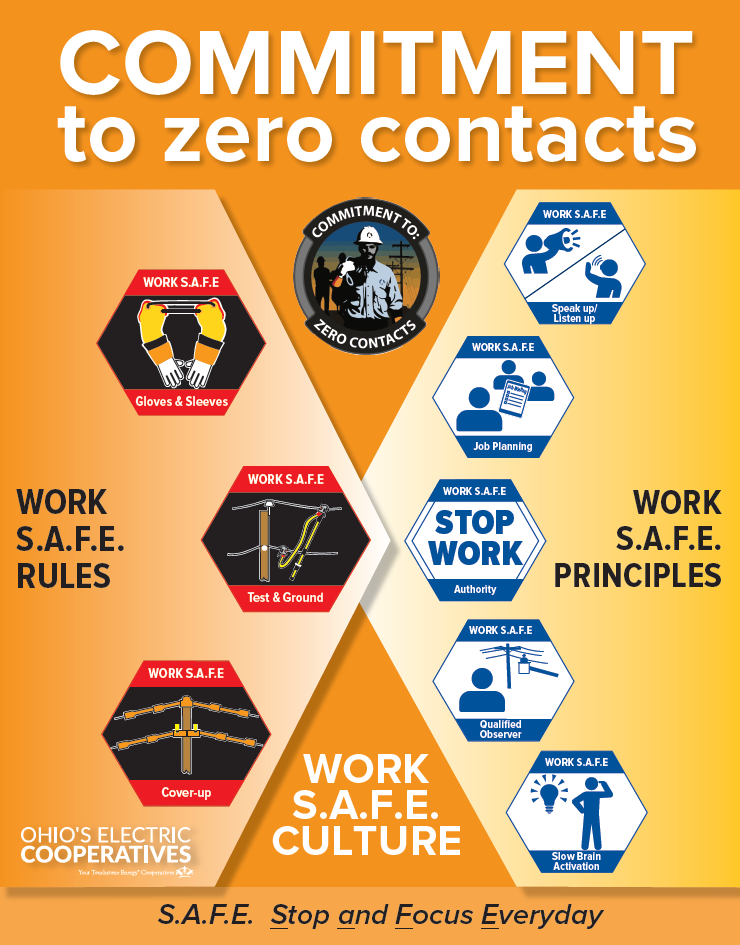 COMMITMENT
to zero contacts
COMMITMENT TO:
ZERO CONTACTS
WORK
S.A.F.E.
RULES
WORK S.A.F.E
Gloves & Sleeves
WORK S.A.F.E
Test & Ground
WORK S.A.F.E
Cover-up
WORK S.A.F.E
Speak up/
Listen up
WORK S.A.F.E
Job Planning
WORK S.A.F.E
STOP
WORK
Authority
WORK S.A.F.E
Qualified
Observer
WORK S.A.F.E
Slow Brain
Activation
WORK
S.A.F.E.
PRINCIPLES
WORK
S.A.F.E.
CULTURE
OHIO'S ELECTRIC
COOPERATIVES
Your Touchstone Energy® Cooperatives
S.A.F.E. Stop and Focus Everyday